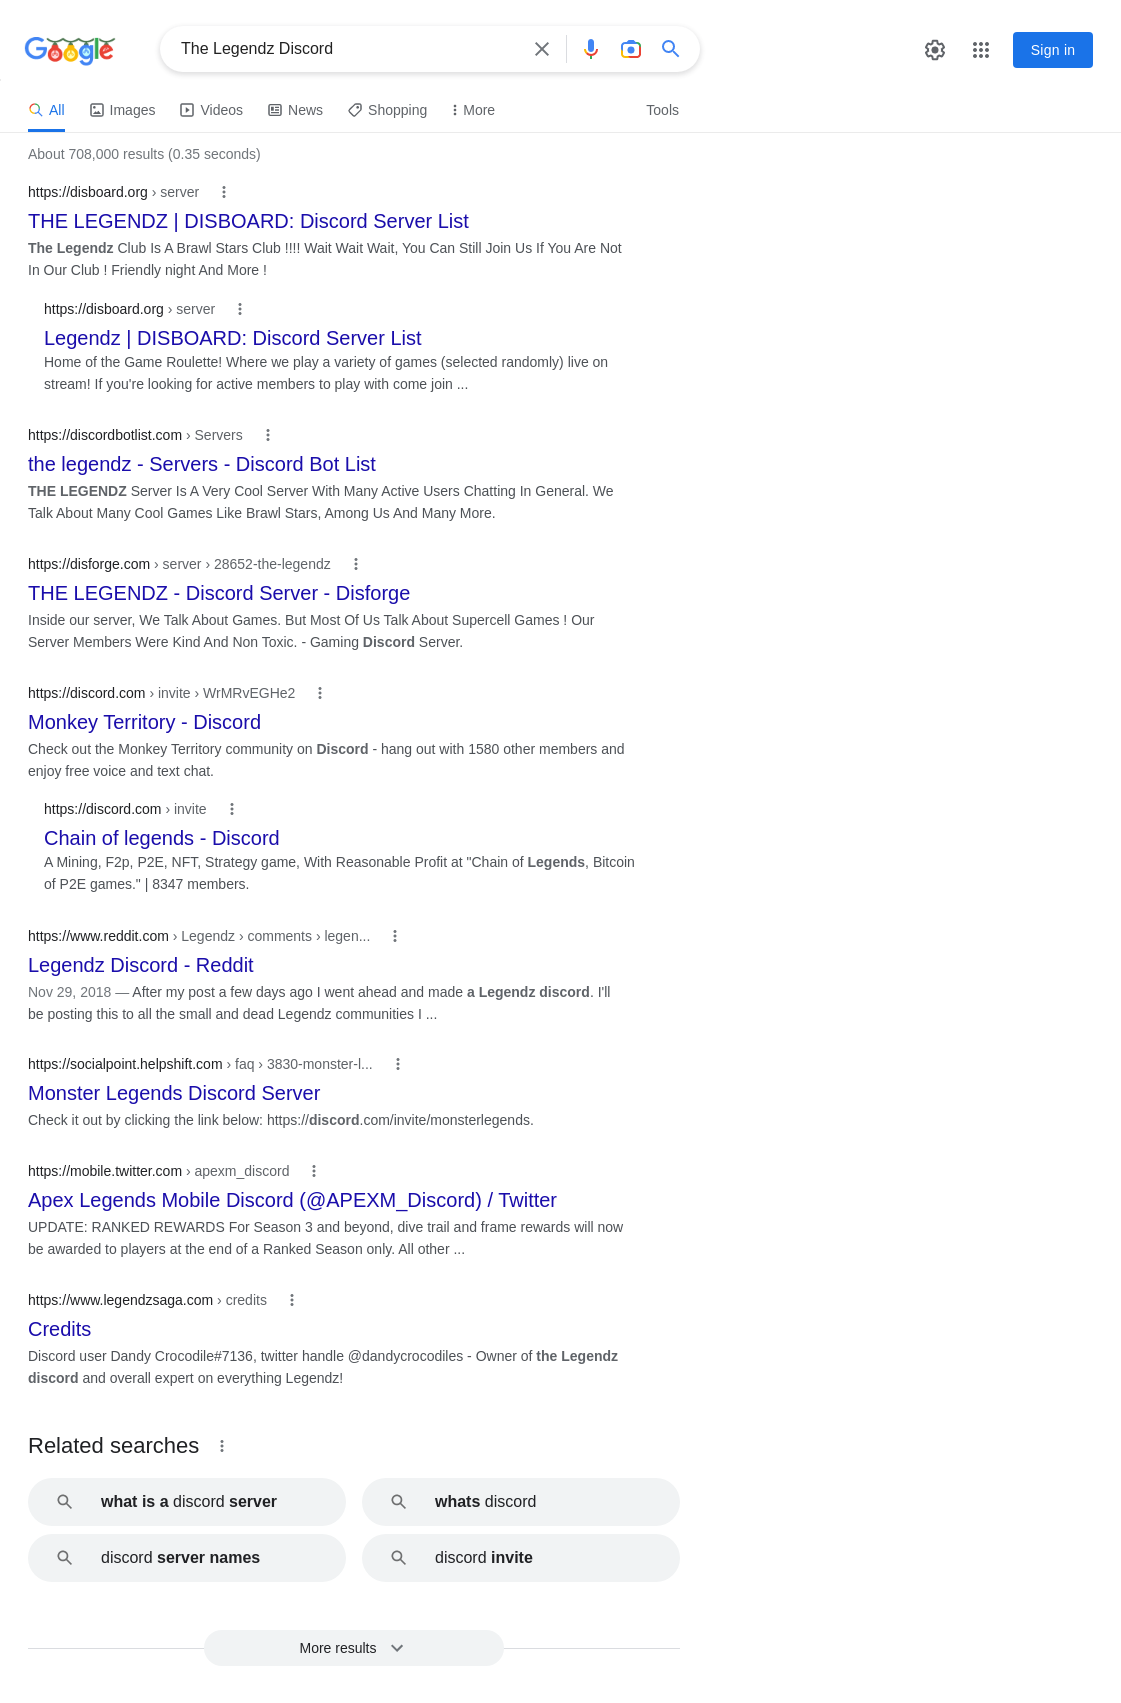 Google
The Legendz Discord
Sign in
All Images Videos News Shopping More Tools
About 708,000 results (0.35 seconds)
https://disboard.org › server
THE LEGENDZ | DISBOARD: Discord Server List
The Legendz Club Is A Brawl Stars Club !!!! Wait Wait Wait, You Can Still Join Us If You Are Not
In Our Club ! Friendly night And More !
https://disboard.org › server
Legendz | DISBOARD: Discord Server List
Home of the Game Roulette! Where we play a variety of games (selected randomly) live on
stream! If you're looking for active members to play with come join ...
https://discordbotlist.com › Servers
the legendz - Servers - Discord Bot List
THE LEGENDZ Server Is A Very Cool Server With Many Active Users Chatting In General. We
Talk About Many Cool Games Like Brawl Stars, Among Us And Many More.
https://disforge.com › server › 28652-the-legendz
THE LEGENDZ - Discord Server - Disforge
Inside our server, We Talk About Games. But Most Of Us Talk About Supercell Games ! Our
Server Members Were Kind And Non Toxic. - Gaming Discord Server.
https://discord.com › invite › WrMRvEGHe2
Monkey Territory - Discord
Check out the Monkey Territory community on Discord - hang out with 1580 other members and
enjoy free voice and text chat.
https://discord.com › invite
Chain of legends - Discord
A Mining, F2p, P2E, NFT, Strategy game, With Reasonable Profit at "Chain of Legends, Bitcoin
of P2E games." | 8347 members.
https://www.reddit.com › Legendz › comments › legen...
Legendz Discord - Reddit
Nov 29, 2018 — After my post a few days ago I went ahead and made a Legendz discord. I'll
be posting this to all the small and dead Legendz communities I ...
https://socialpoint.helpshift.com › faq › 3830-monster-l...
Monster Legends Discord Server
Check it out by clicking the link below: https://discord.com/invite/monsterlegends.
https://mobile.twitter.com › apexm_discord
Apex Legends Mobile Discord (@APEXM_Discord) / Twitter
UPDATE: RANKED REWARDS For Season 3 and beyond, dive trail and frame rewards will now
be awarded to players at the end of a Ranked Season only. All other ...
https://www.legendzsaga.com › credits
Credits
Discord user Dandy Crocodile#7136, twitter handle @dandycrocodiles - Owner of the Legendz
discord and overall expert on everything Legendz!
Related searches
what is a discord server
whats discord
discord server names
discord invite
More results